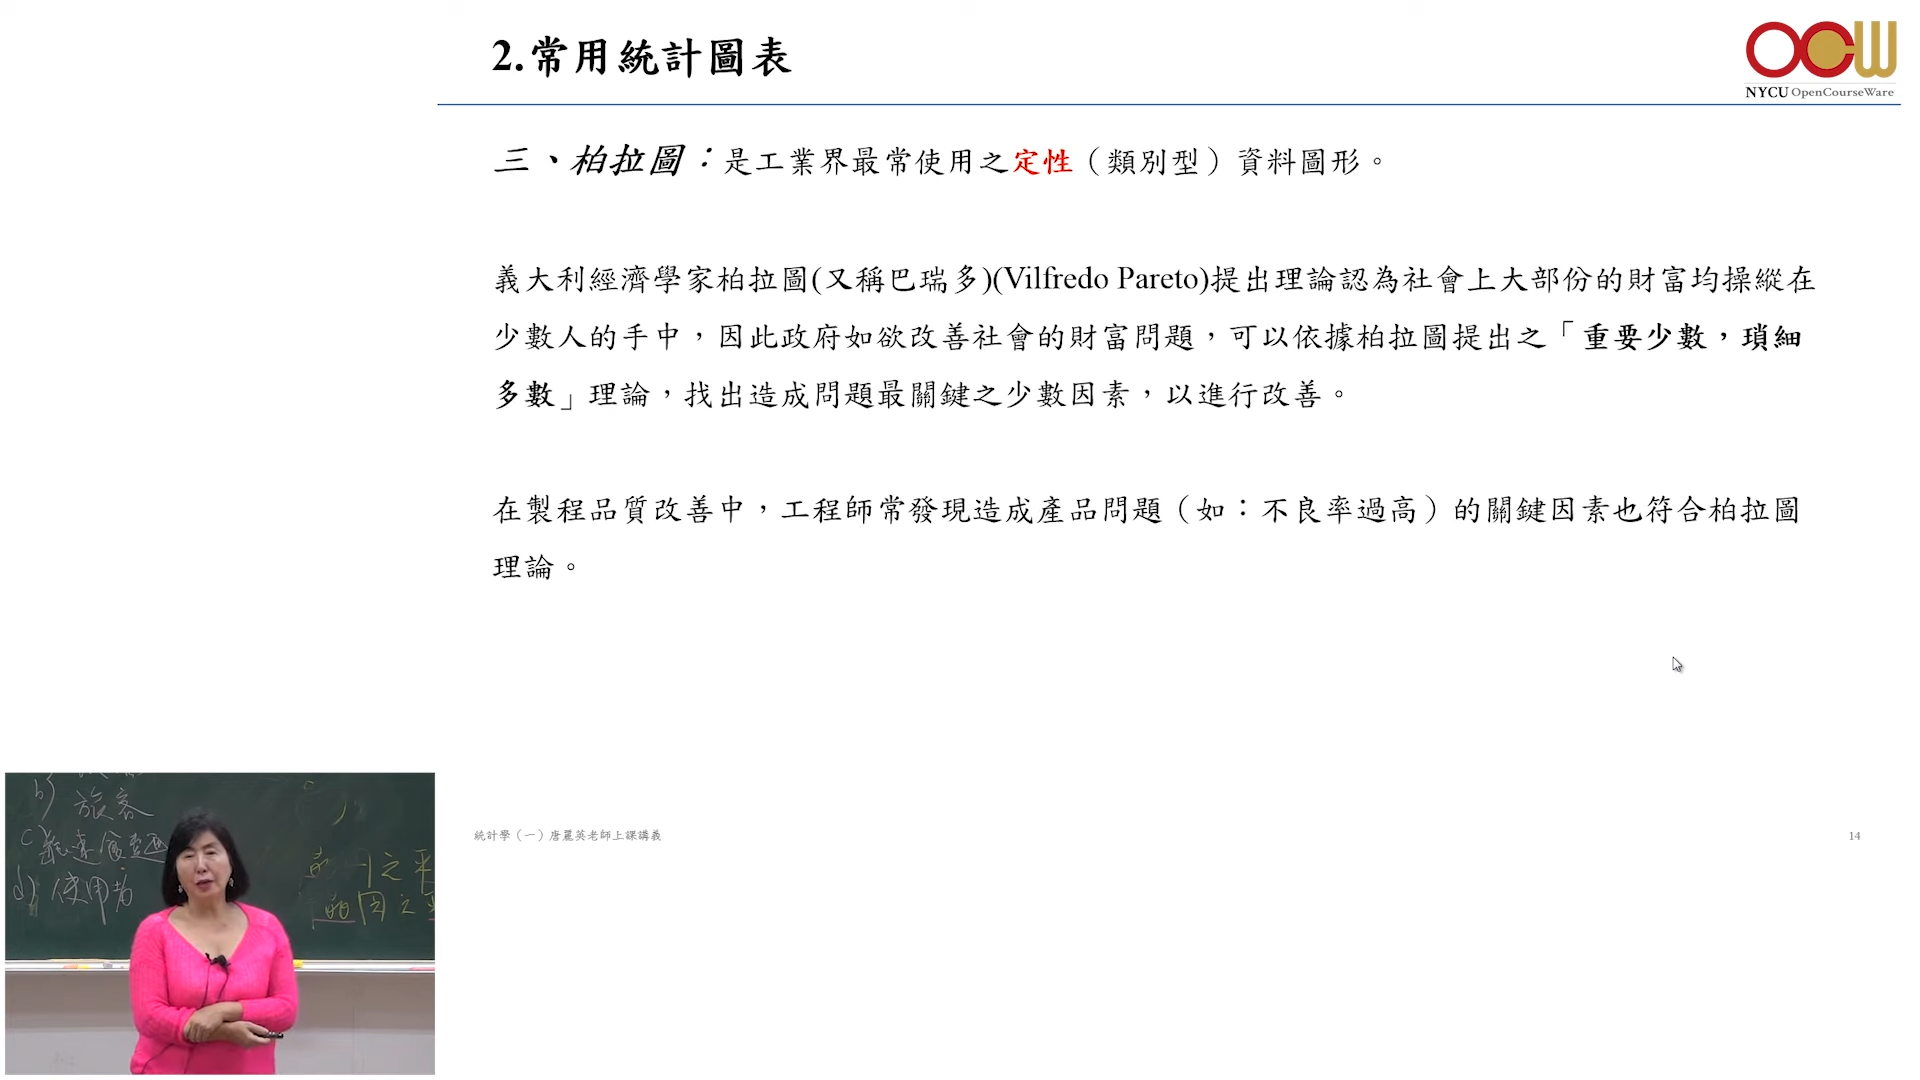 2.常用統計圖表
OCW
NYCU OpenCourseWare
三、柏拉圖：是工業界最常使用之定性（類別型）資料圖形。
義大利經濟學家柏拉圖(又稱巴瑞多)(Vilfredo Pareto)提出理論認為社會上大部份的財富均操縱在
少數人的手中，因此政府如欲改善社會的財富問題，可以依據柏拉圖提出之「重要少數，瑣細
多數」理論，找出造成問題最關鍵之少數因素，以進行改善。
在製程品質改善中，工程師常發現造成產品問題（如：不良率過高）的關鍵因素也符合柏拉圖
理論。
b)
旅客
c)
d) 使用者
統計學（一）唐麗英老師上課講義
14